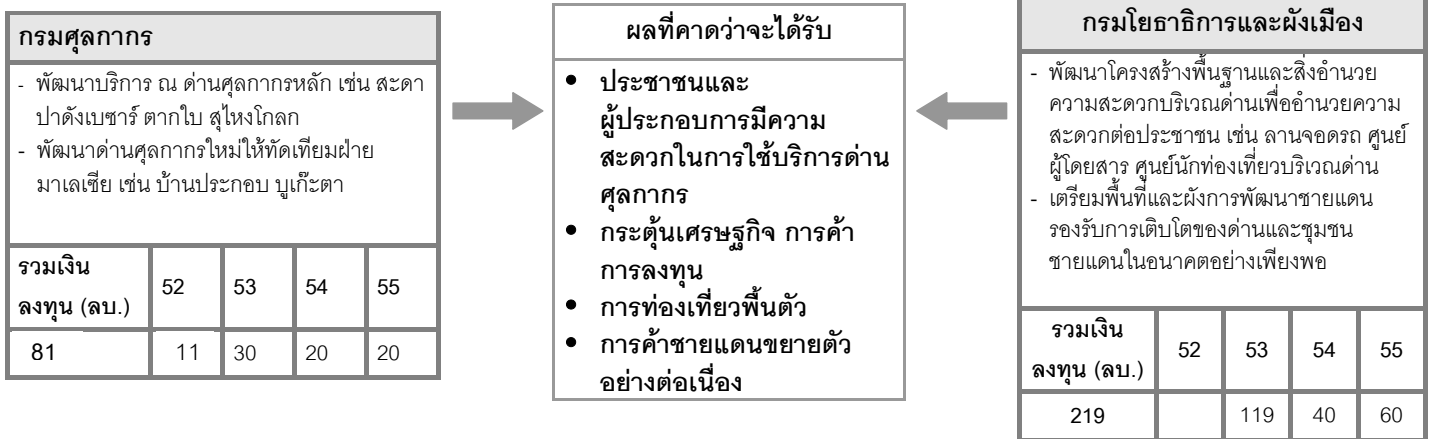 กรมศุลกากร
- พัฒนาบริการ ณ ด่านศุลกากรหลัก เช่น สะเดา
ปาดังเบซาร์ ตากใบ สุไหงโกลก
- พัฒนาด่านศุลกากรใหม่ให้ทัดเทียมฝ่าย
มาเลเซีย เช่น บ้านประกอบ บูเก๊ะตา
รวมเงิน
ลงทุน (ลบ.) 52 53 54 55
81 11 30 20 20
ผลที่คาดว่าจะได้รับ
• ประชาชนและ
ผู้ประกอบการมีความ
สะดวกในการใช้บริการด่าน
ศุลกากร
• กระตุ้นเศรษฐกิจ การค้า
การลงทุน
• การท่องเที่ยวพื้นตัว
• การค้าชายแดนขยายตัว
อย่างต่อเนื่อง
กรมโยธาธิการและผังเมือง
- พัฒนาโครงสร้างพื้นฐานและสิ่งอำนวย
ความสะดวกบริเวณด่านเพื่ออำนวยความ
สะดวกต่อประชาชน เช่น ลานจอดรถ ศูนย์
ผู้โดยสาร ศูนย์นักท่องเที่ยวบริเวณด่าน
- เตรียมพื้นที่และผังการพัฒนาชายแดน
รองรับการเติบโตของด่านและชุมชน
ชายแดนในอนาคตอย่างเพียงพอ
รวมเงิน
ลงทุน (ลบ.) 52 53 54 55
219 119 40 60